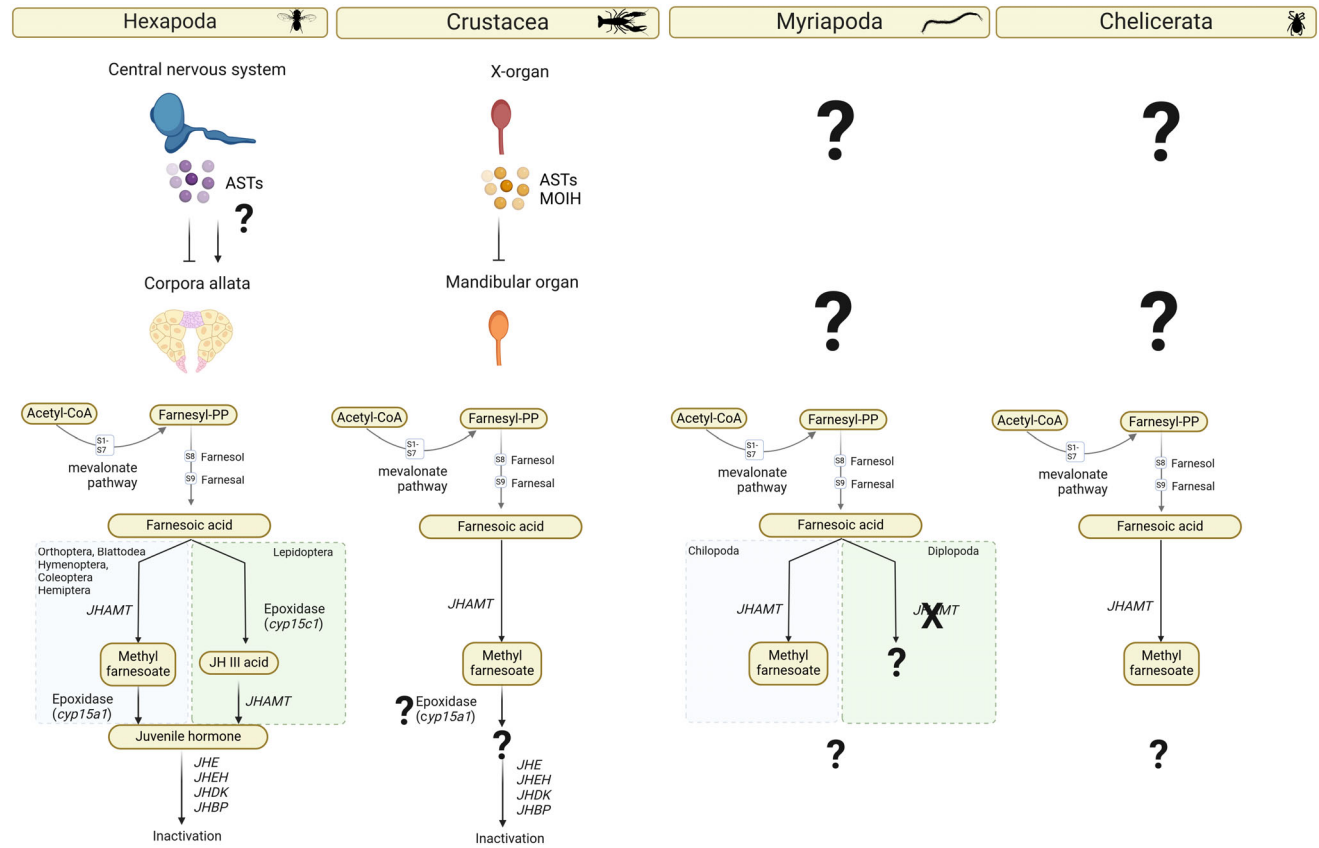 Hexapoda
Central nervous system
ASTs
?
Corpora allata
Acetyl-CoA
Farnesyl-PP
S1-
S7
mevalonate
pathway
S8
Farnesol
S9
Farnesal
Farnesoic acid
Orthoptera, Blattodea
Hymenoptera,
Coleoptera
Hemiptera
Lepidoptera
JHAMT
Epoxidase
(cyp15c1)
Methyl
farnesoate
JH III acid
Epoxidase
(cyp15a1)
JHAMT
Juvenile hormone
JHE
JHEH
JHDK
JHBP
Inactivation
Crustacea
X-organ
ASTs
MOIH
Mandibular organ
Acetyl-CoA
Farnesyl-PP
S1-
S7
mevalonate
pathway
S8
Farnesol
S9
Farnesal
Farnesoic acid
JHAMT
Methyl
farnesoate
?
Epoxidase
(cyp15a1)
?
JHE
JHEH
JHDK
JHBP
Inactivation
Myriapoda
?
?
Acetyl-CoA
Farnesyl-PP
S1-
S7
mevalonate
pathway
S8
Farnesol
S9
Farnesal
Farnesoic acid
Chilopoda
Diplopoda
JHAMT
JHAMT
X
Methyl
farnesoate
?
?
Chelicerata
?
?
Acetyl-CoA
Farnesyl-PP
S1-
S7
mevalonate
pathway
S8
Farnesol
S9
Farnesal
Farnesoic acid
JHAMT
Methyl
farnesoate
?